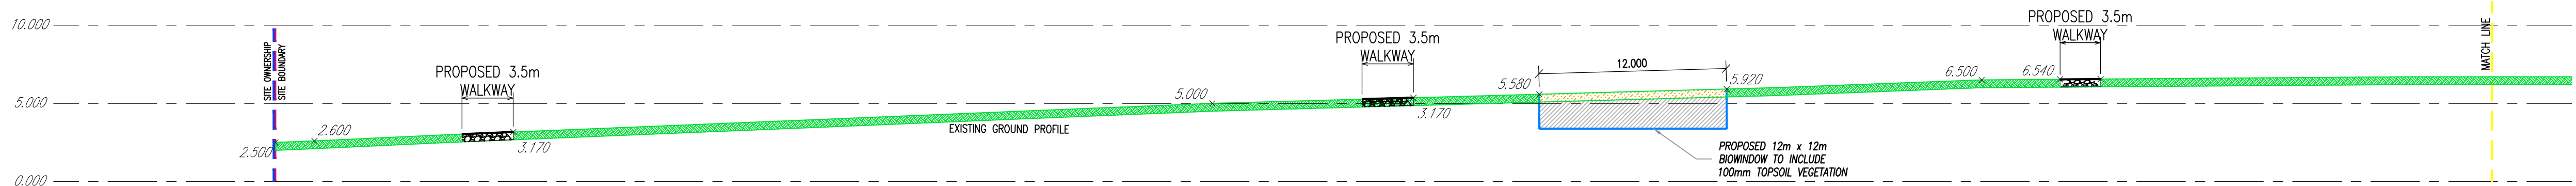 10.000
5.000
0.000
SITE OWNERSHIP
SITE BOUNDARY
2.500
2.600
PROPOSED 3.5m
WALKWAY
3.170
EXISTING GROUND PROFILE
5.000
PROPOSED 3.5m
WALKWAY
3.170
5.580
12.000
5.920
PROPOSED 12m x 12m
BIOWINDOW TO INCLUDE
100mm TOPSOIL VEGETATION
6.500
6.540
PROPOSED 3.5m
WALKWAY
MATCH LINE